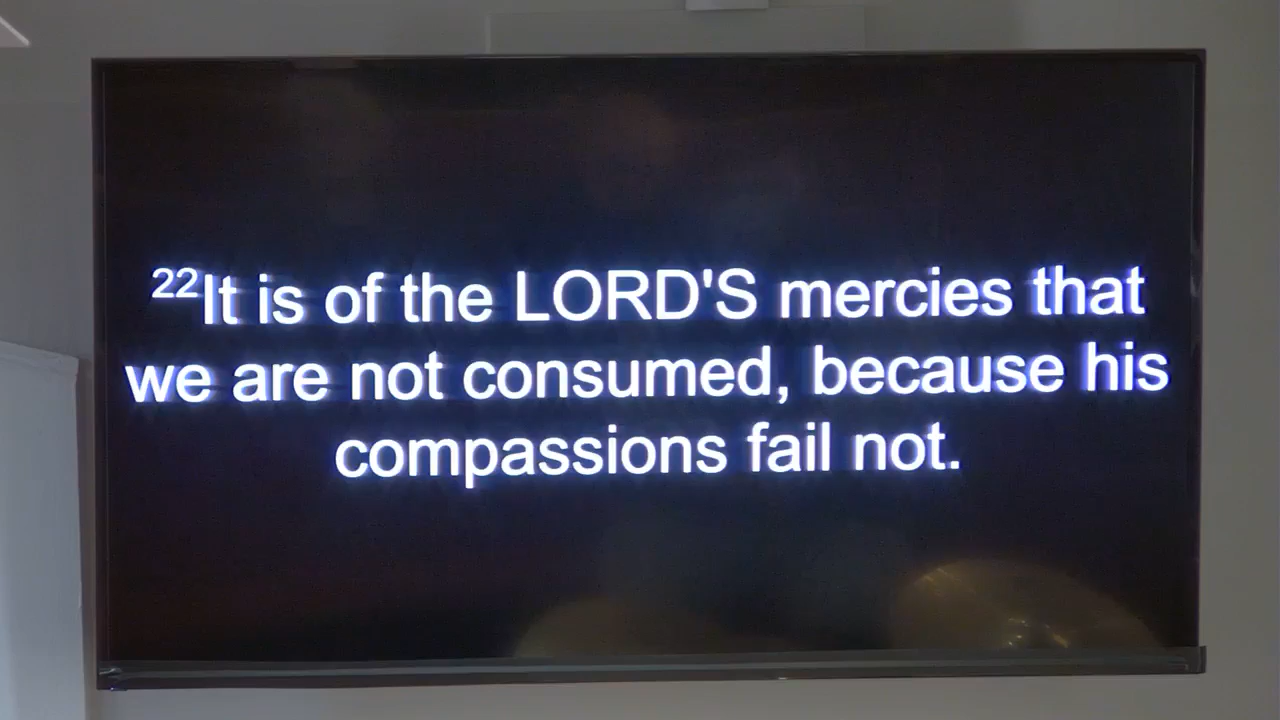 22It is of the LORD'S mercies that
we are not consumed, because his
compassions fail not.